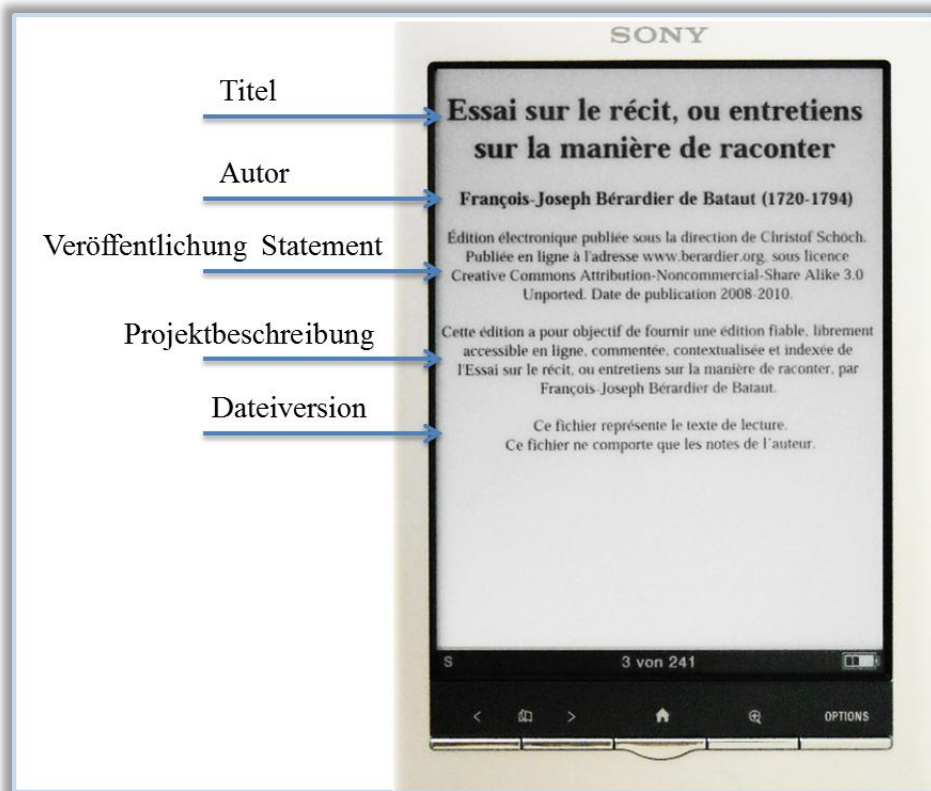 SONY
Titel
Essai sur le récit, ou entretiens
sur la manière de raconter
Autor
François-Joseph Bérardier de Bataut (1720-1794)
Veröffentlichung Statement
Édition électronique publiée sous la direction de Christof Schöch.
Publiée en ligne à l'adresse www.berardier.org, sous licence
Creative Commons Attribution-Noncommercial-Share Alike 3.0
Unported. Date de publication 2008-2010.
Projektbeschreibung
Cette édition a pour objectif de fournir une édition fiable, librement
accessible en ligne, commentée, contextualisée et indexée de
l'Essai sur le récit, ou entretiens sur la manière de raconter, par
François-Joseph Bérardier de Bataut.
Dateiversion
Ce fichier représente le texte de lecture.
Ce fichier ne comporte que les notes de l'auteur.
S 3 von 241
OPTIONS